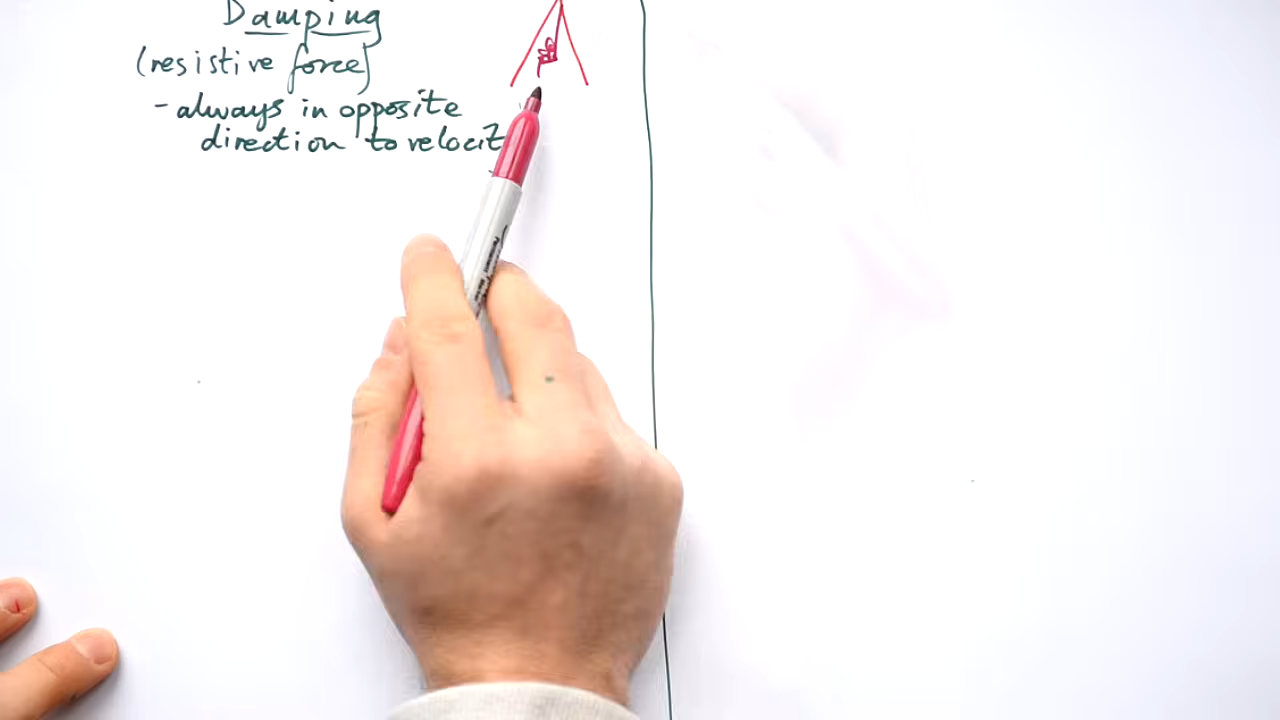 Damping
(resistive force)
- always in opposite
direction to velocit